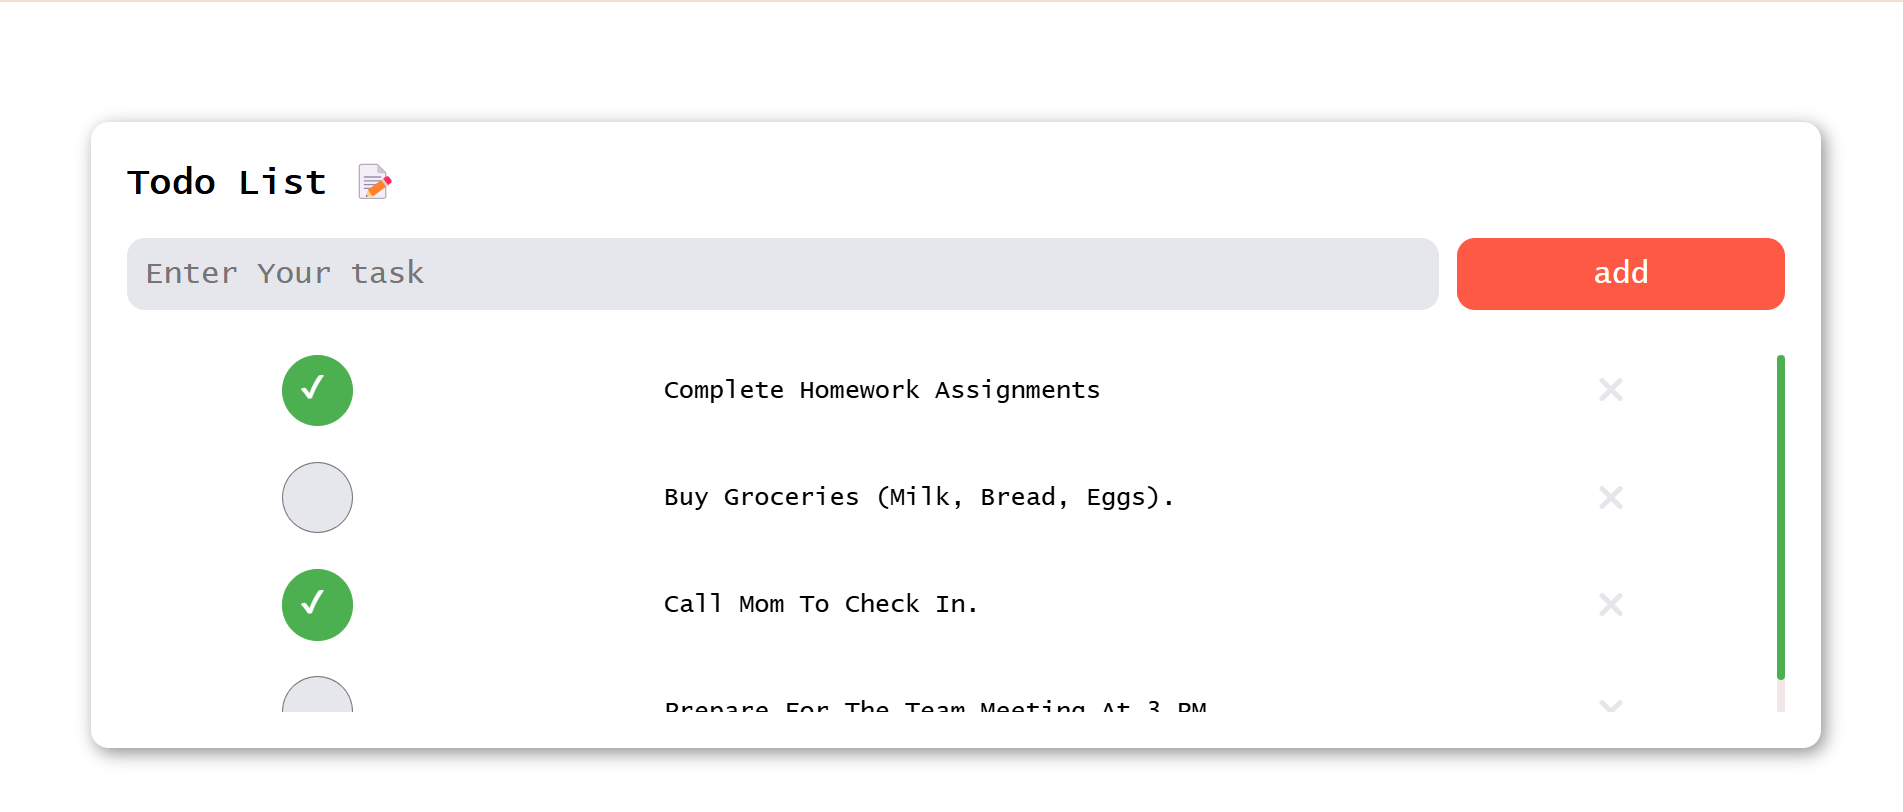 Todo List
Enter Your task
add
Complete Homework Assignments
Buy Groceries (Milk, Bread, Eggs).
Call Mom To Check In.
Prepare For The Team Meeting At 3 PM